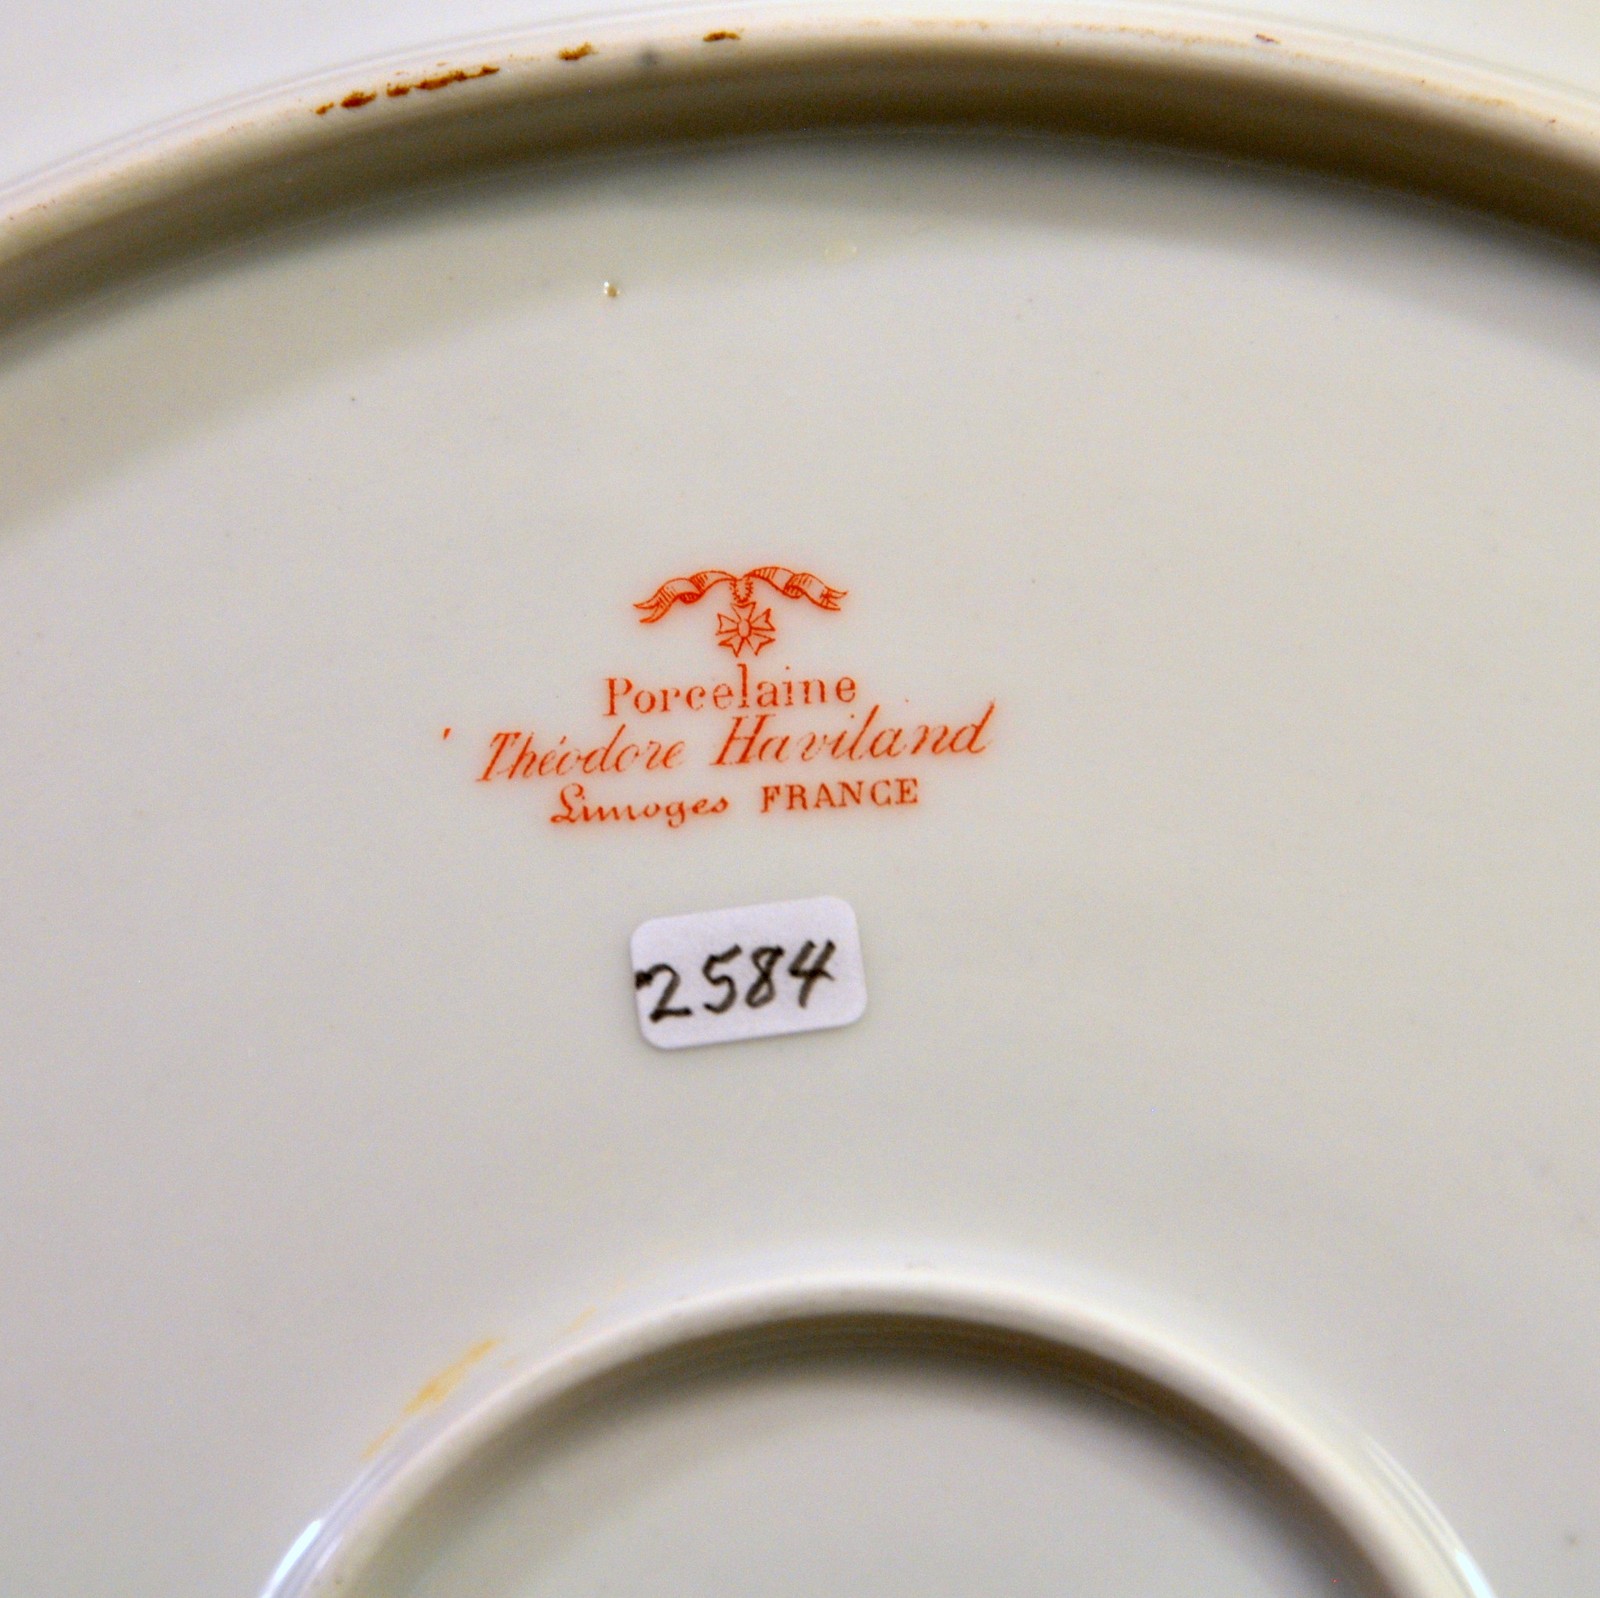 Porcelaine
Théodore Haviland
Limoges FRANCE
2584